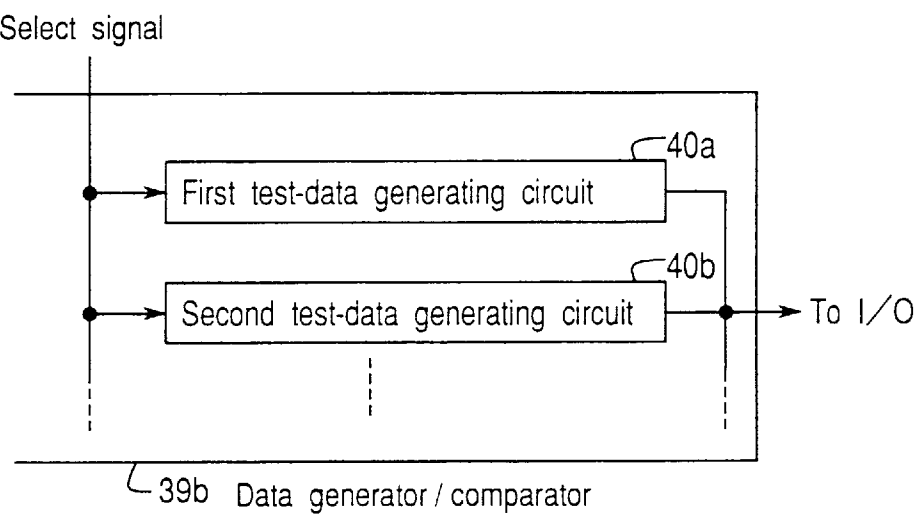 Select signal
40a
First test-data generating circuit
40b
Second test-data generating circuit
To I/O
39b Data generator / comparator